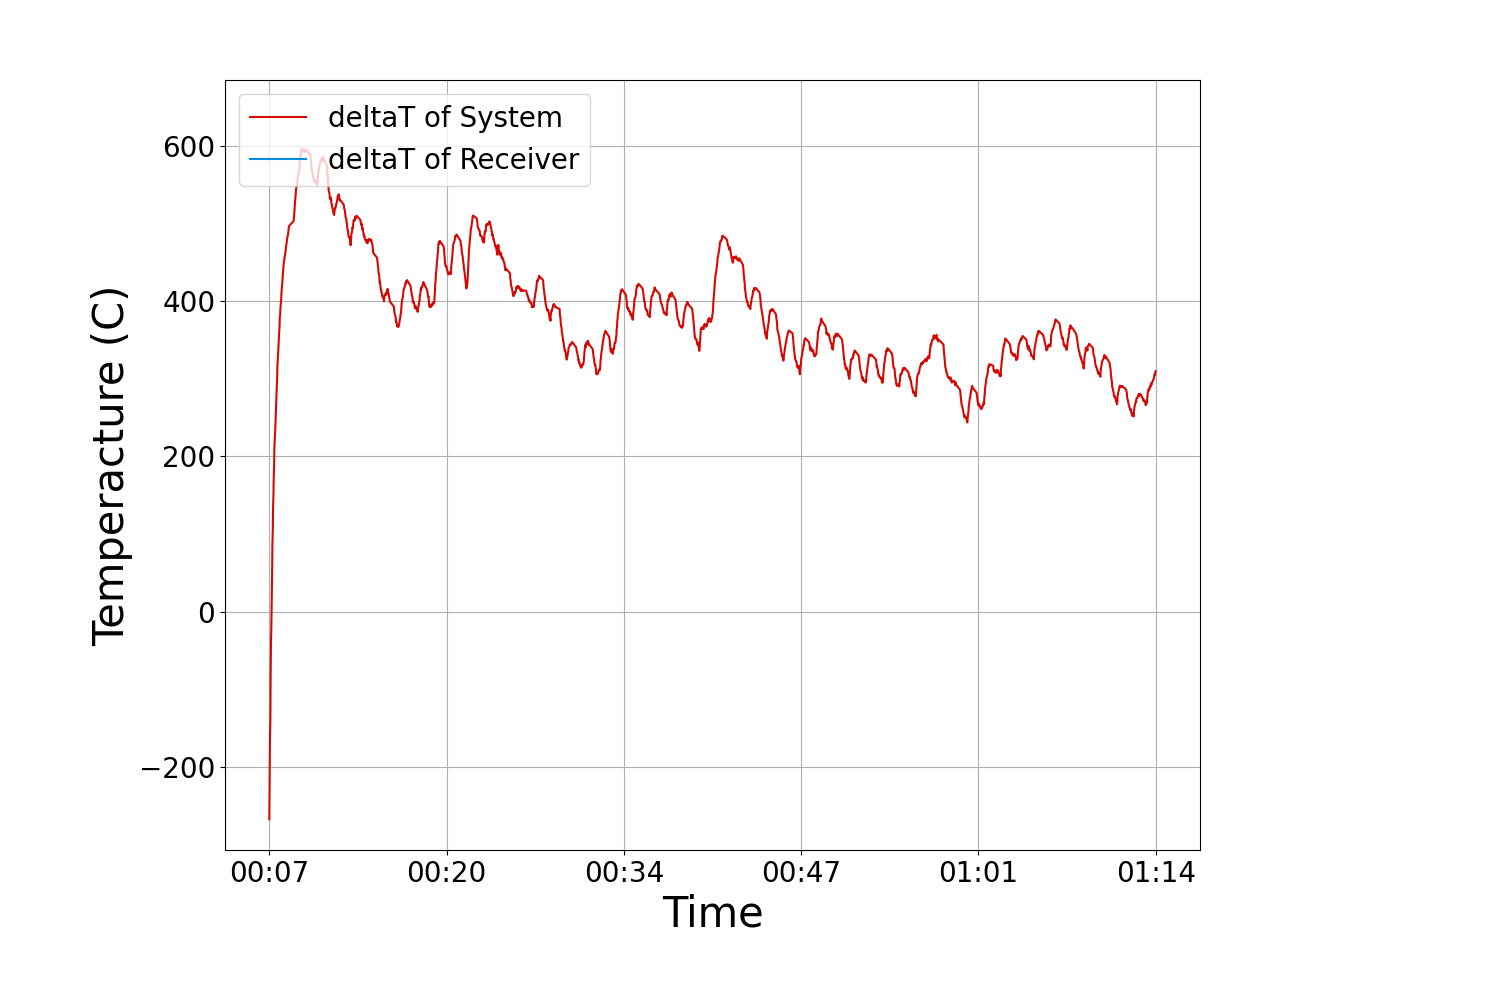 deltaT of System
deltaT of Receiver
600
400
200
0
−200
Temperacture (C)
00:07 00:20 00:34 00:47 01:01 01:14
Time